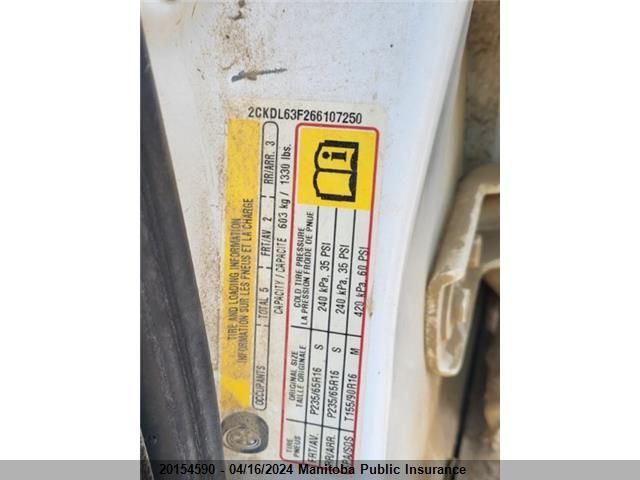 2CKDL63F266107250
TIRE AND LOADING INFORMATION
INFORMATION SUR LES PNEUS ET LA CHARGE
OCCUPANTS TOTAL 5 FRT/AV 2 RR/ARR. 3
CAPACITY / CAPACITE 603 kg / 1330 lbs.
TIRE PNEUS
ORIGINAL SIZE TAILLE ORIGINALE
COLD TIRE PRESSURE LA PRESSION FROIDE DE PNUE
FRT/AV. P235/65R16 S 240 kPa, 35 PSI
RR/ARR. P235/65R16 S 240 kPa, 35 PSI
SPA/SOS T155/90R16 M 420 kPa, 60 PSI
20154590 - 04/16/2024 Manitoba Public Insurance